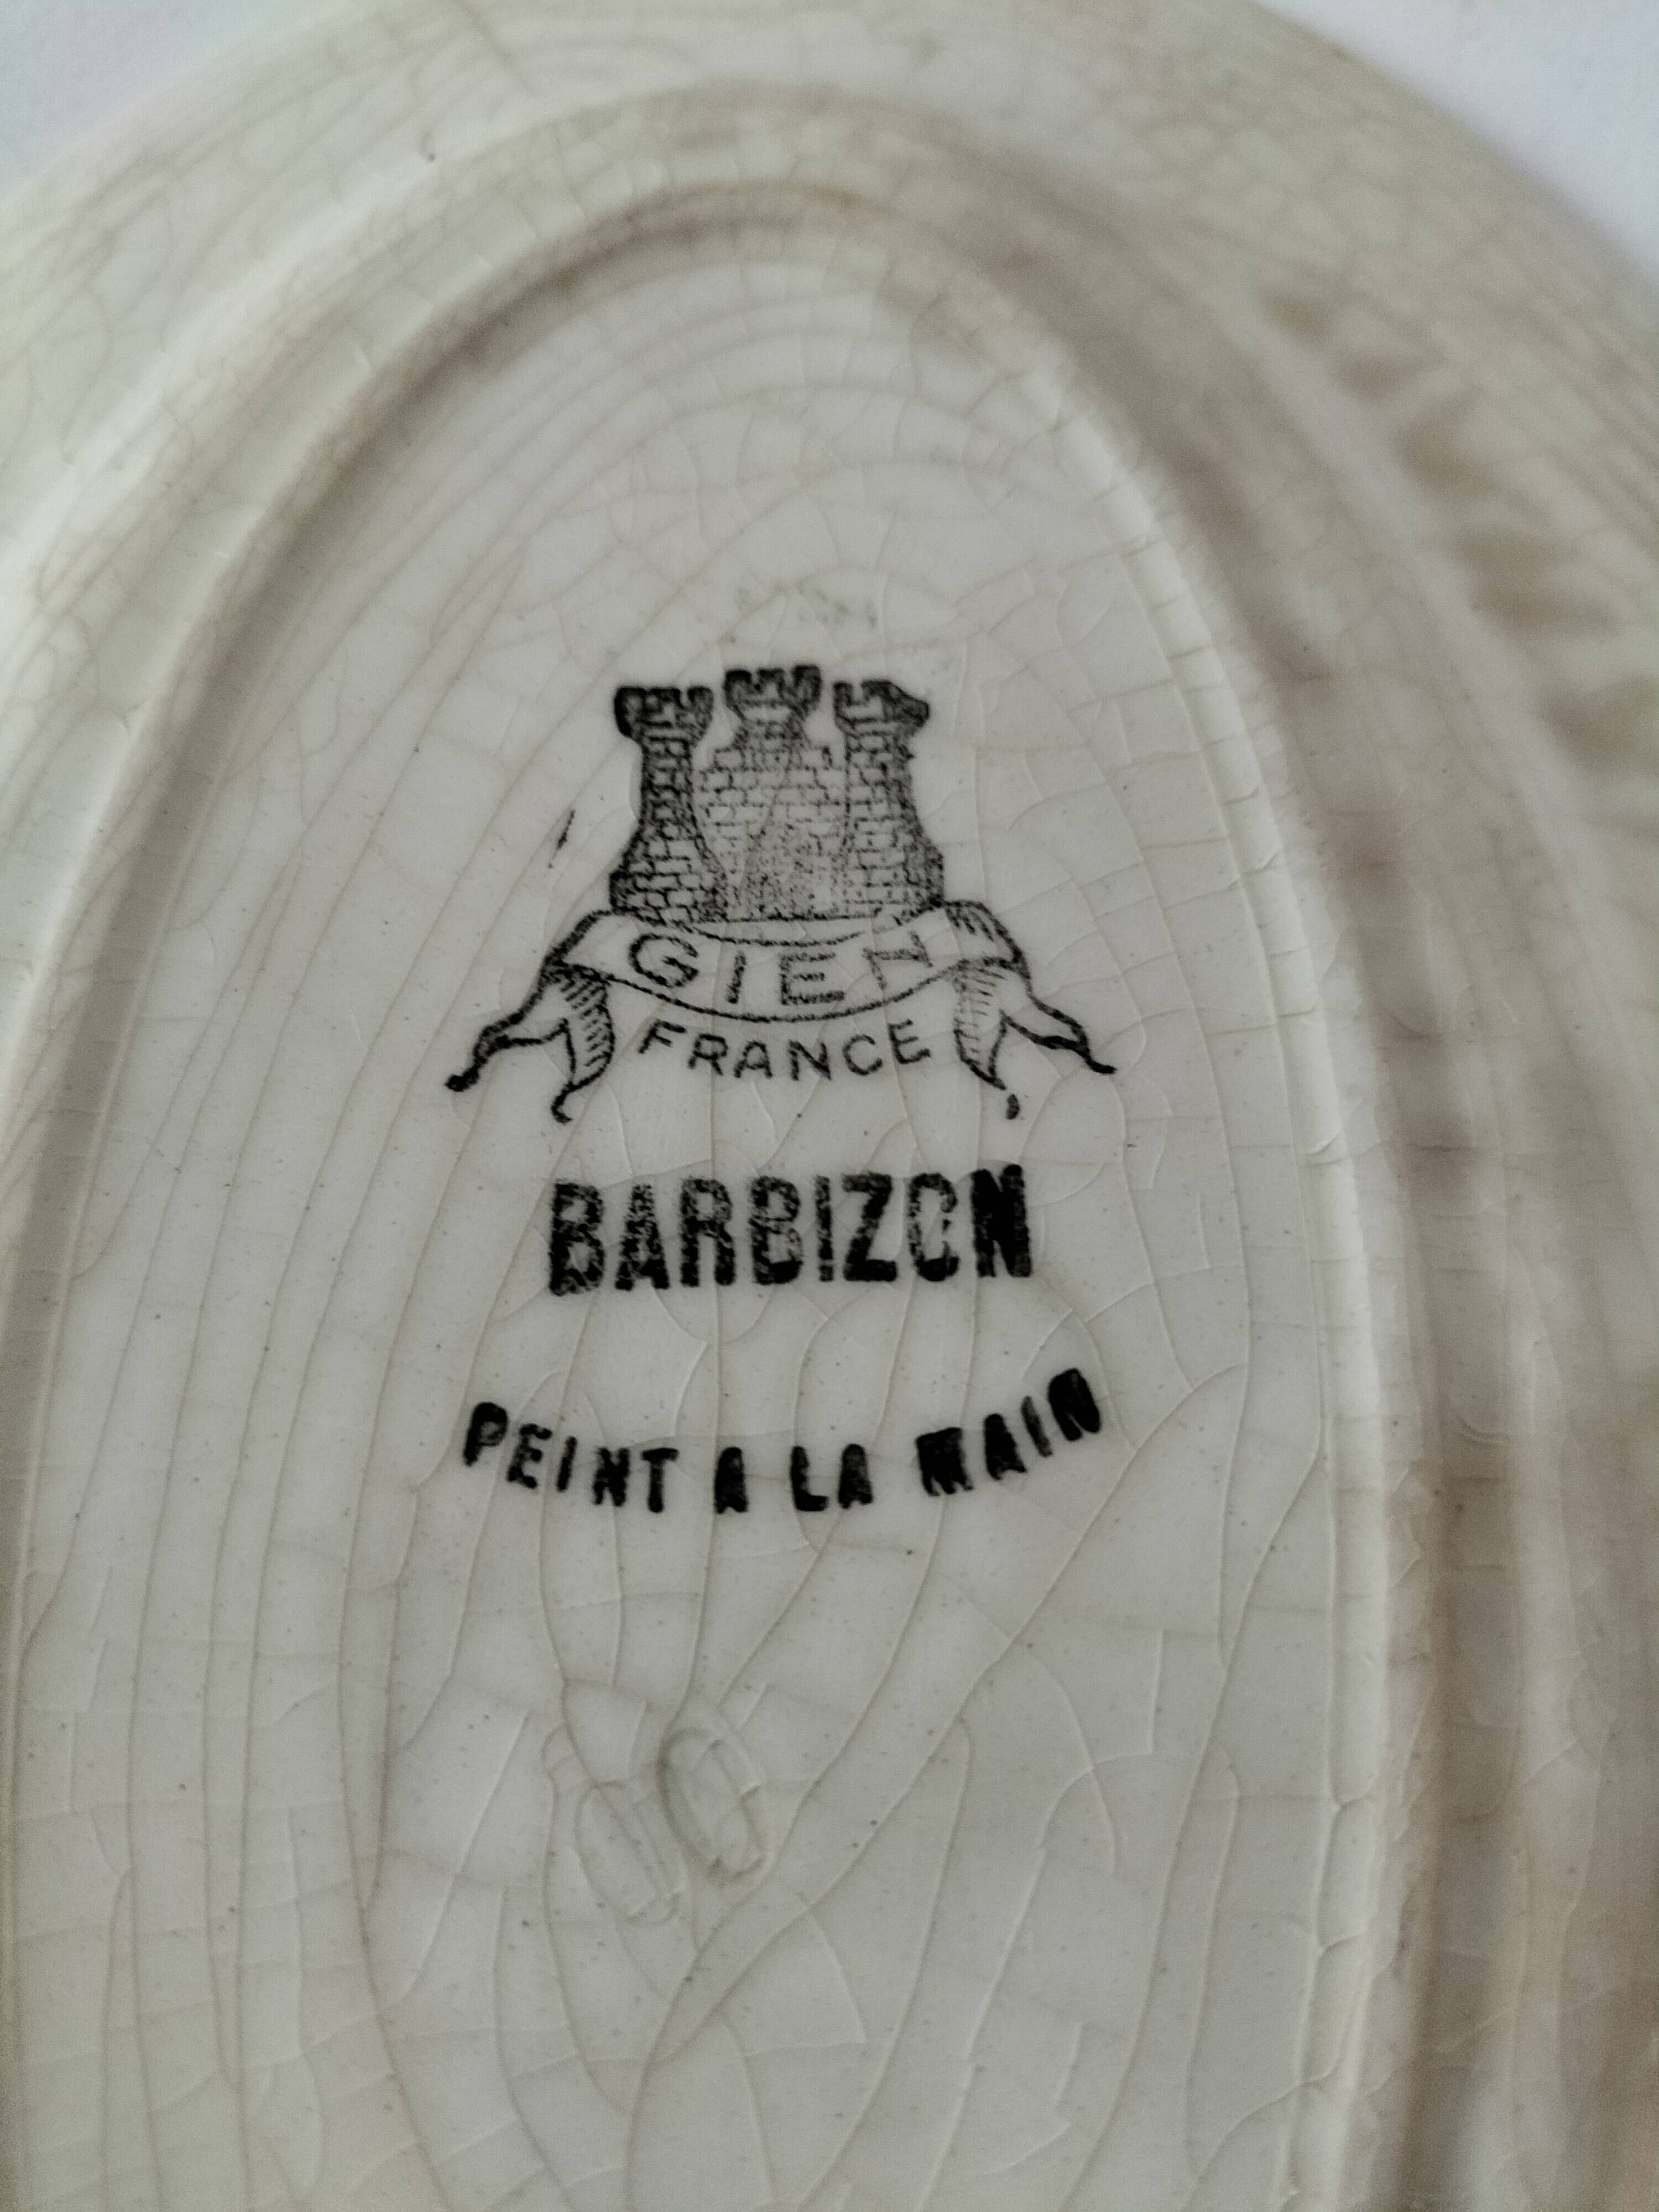 GIEN
FRANCE
BARBIZON
PEINT A LA MAIN